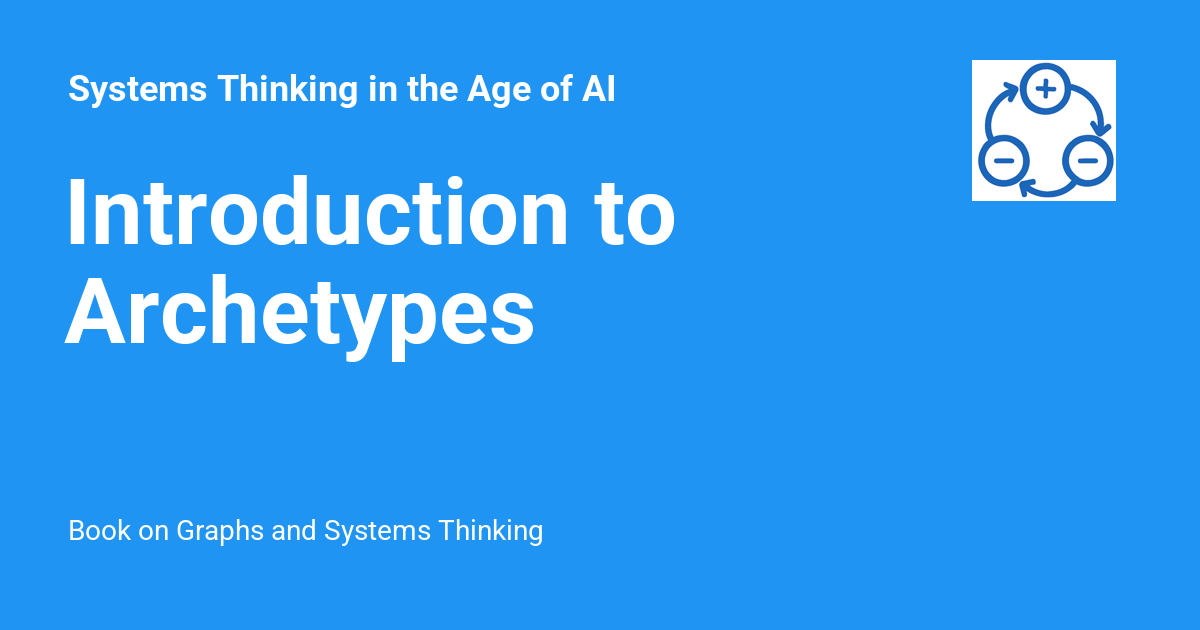 Systems Thinking in the Age of AI
Introduction to
Archetypes
Book on Graphs and Systems Thinking